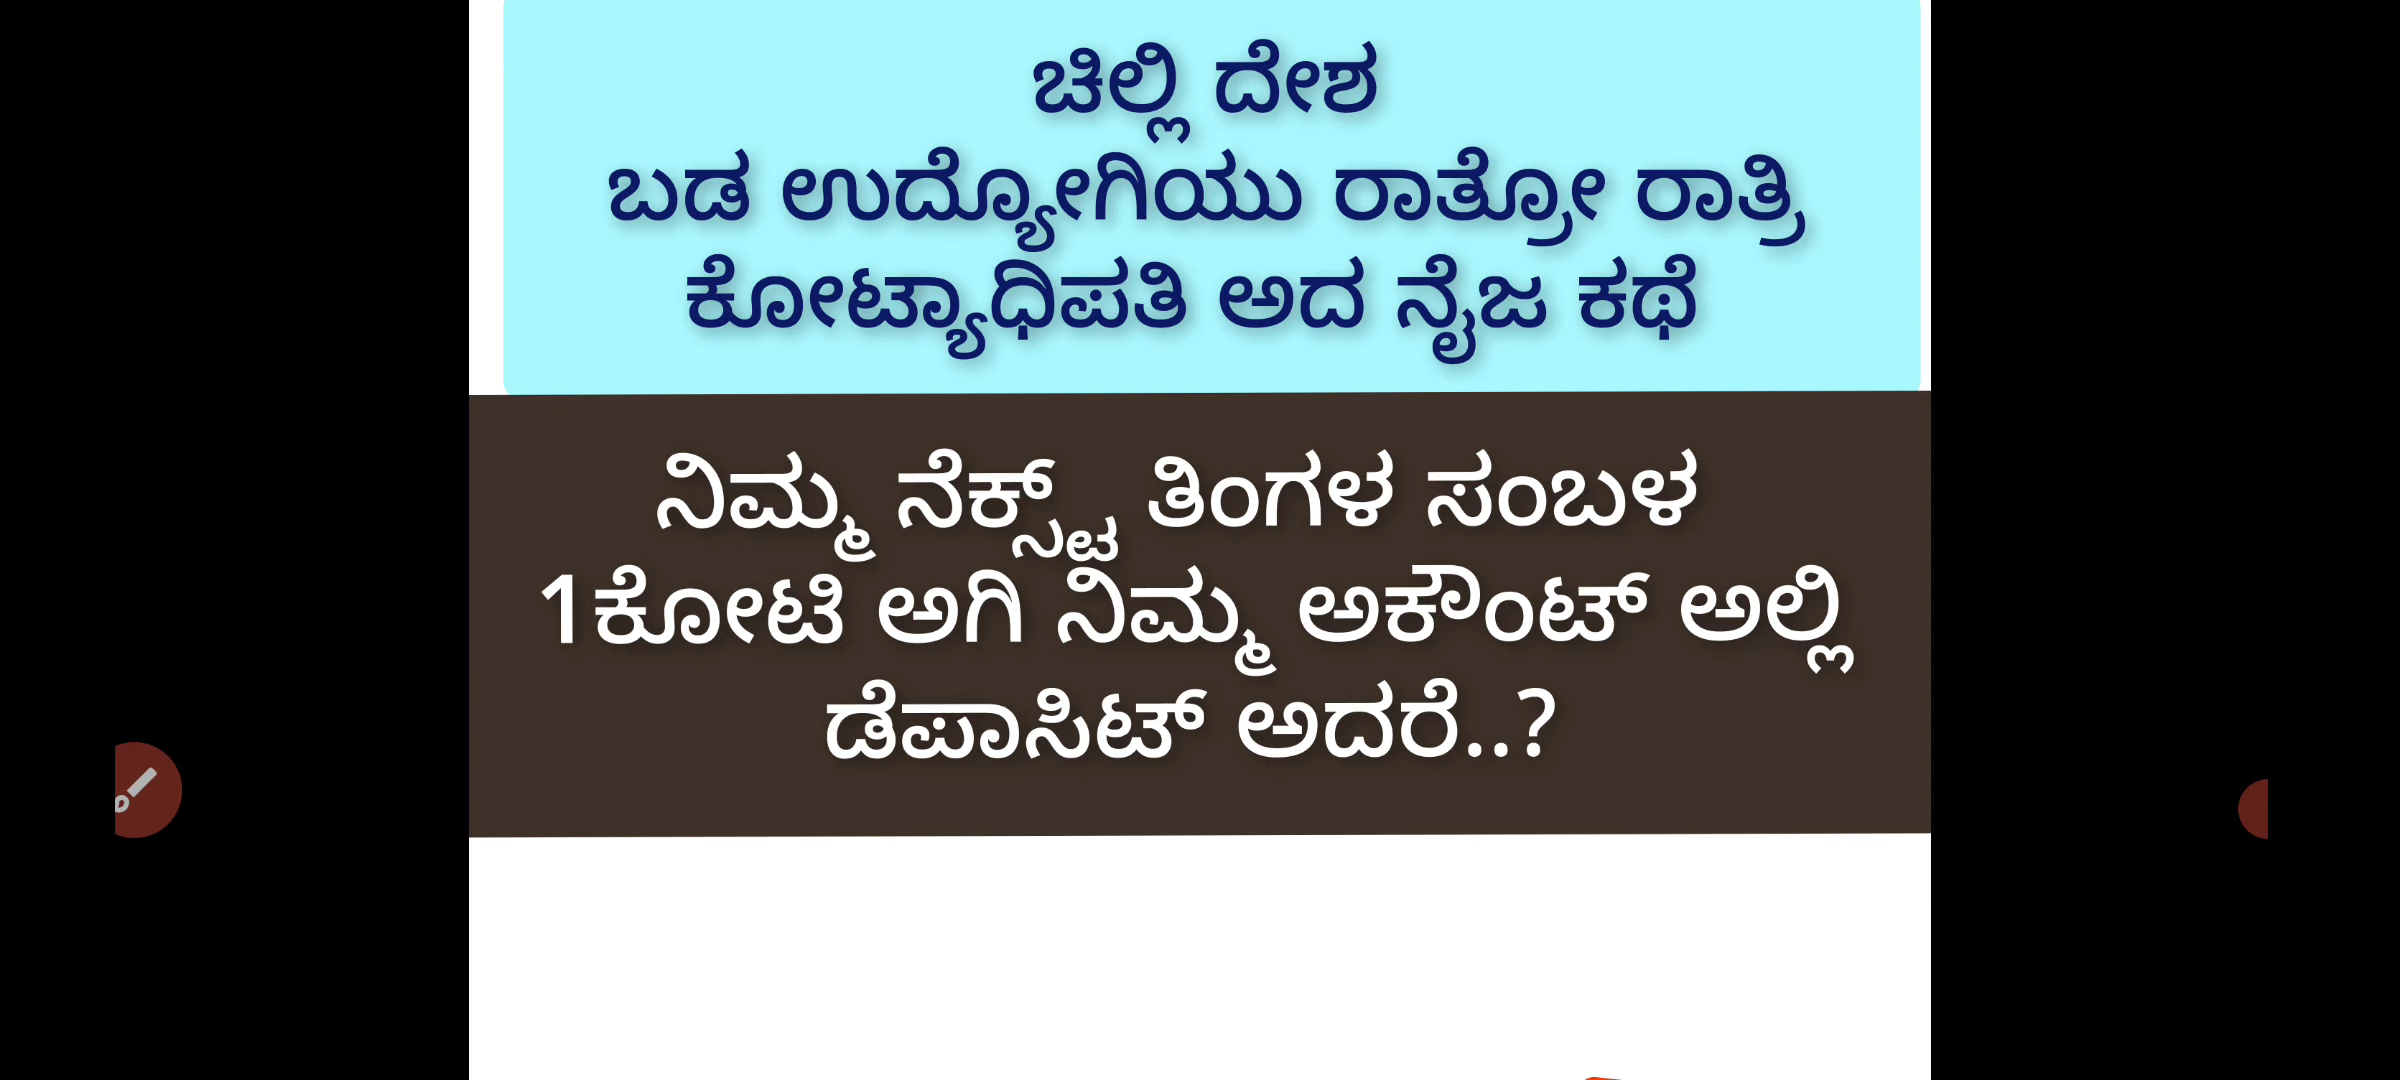 ಚಿಲ್ಲಿ ದೇಶ
ಬಡ ಉದ್ಯೋಗಿಯು ರಾತ್ರೋ ರಾತ್ರಿ
ಕೋಟ್ಯಾಧಿಪತಿ ಅದ ನೈಜ ಕಥೆ
ನಿಮ್ಮ ನೆಕ್ಸ್ಟ್ ತಿಂಗಳ ಸಂಬಳ
1ಕೋಟಿ ಅಗಿ ನಿಮ್ಮ ಅಕೌಂಟ್ ಅಲ್ಲಿ
ಡೆಪಾಸಿಟ್ ಅದರೆ..?